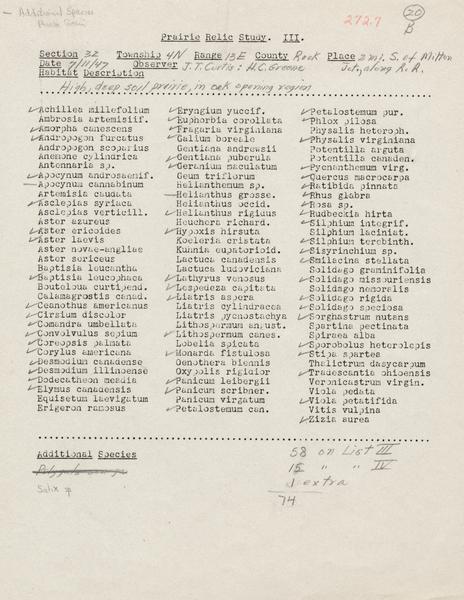 Additional Species
272.7
20
B
Prairie Relic Study. III.
Section 32 Township 4N Range 13E County Rock Place 2 mi. S. of Milton
Date 7/11/47 Observer J.T. Curtis & H.C. Greene Jct, along R.R.
Habitat Description
High, deep soil prairie, in oak opening region
✓Achillea millefolium
Ambrosia artemisiif.
✓Amorpha canescens
✓Andropogon furcatus
Andropogon scoparius
Anemone cylindrica
Antennaria sp.
✓Apocynum androsaemif.
—Apocynum cannabinum
Artemisia caudata
✓Asclepias syriaca
Asclepias verticill.
Aster azureus
✓Aster ericoides
✓Aster laevis
Aster novae-angliae
Aster sericeus
Baptisia leucantha
✓Baptisia leucophaea
Bouteloua curtipend.
Calamagrostis canad.
✓Ceanothus americanus
✓Cirsium discolor
✓Comandra umbellata
✓Convolvulus sepium
✓Coreopsis palmata
✓Corylus americana
✓Desmodium canadense
✓Desmodium illinoense
✓Dodecatheon meadia
✓Elymus canadensis
Equisetum laevigatum
Erigeron ramosus
✓Eryngium yuccif.
✓Euphorbia corollata
✓Fragaria virginiana
✓Galium boreale
Gentiana andrewsii
✓Gentiana puberula
✓Geranium maculatum
Geum triflorum
Helianthemum sp.
—Helianthus grosse.
Helianthus occid.
✓Helianthus rigidus
Heuchera richard.
✓Hypoxis hirsuta
Koeleria cristata
Kuhnia eupatorioid.
Lactuca canadensis
Lactuca ludoviciana
✓Lathyrus venosus
✓Lespedeza capitata
✓Liatris aspera
Liatris cylindracea
Liatris pycnostachya
Lithospermum angust.
Lithospermum canes.
Lobelia spicata
✓Monarda fistulosa
Oenothera biennis
Oxypolis rigidior
✓Panicum leibergii
✓Panicum scribner.
Panicum virgatum
✓Petalostemum can.
✓Petalostemum pur.
✓Phlox pilosa
Physalis heteroph.
✓Physalis virginiana
Potentilla arguta
Potentilla canaden.
✓Pycnanthemum virg.
✓Quercus macrocarpa
✓Ratibida pinnata
✓Rhus glabra
✓Rosa sp.
✓Rudbeckia hirta
✓Silphium integrif.
Silphium laciniat.
✓Silphium terebinth.
✓Sisyrinchium sp.
✓Smilacina stellata
Solidago graminifolia
✓Solidago missouriensis
Solidago nemoralis
✓Solidago rigida
✓Solidago speciosa
✓Sorghastrum nutans
Spartina pectinata
Spiraea alba
✓Sporobolus heterolepis
✓Stipa spartea
Thalictrum dasycarpum
✓Tradescantia ohioensis
Veronicastrum virgin.
Viola pedata
✓Viola petatifida
Vitis vulpina
✓Zizia aurea
Additional Species
Salix sp
58 on List III
15 " " IV
1 extra
74